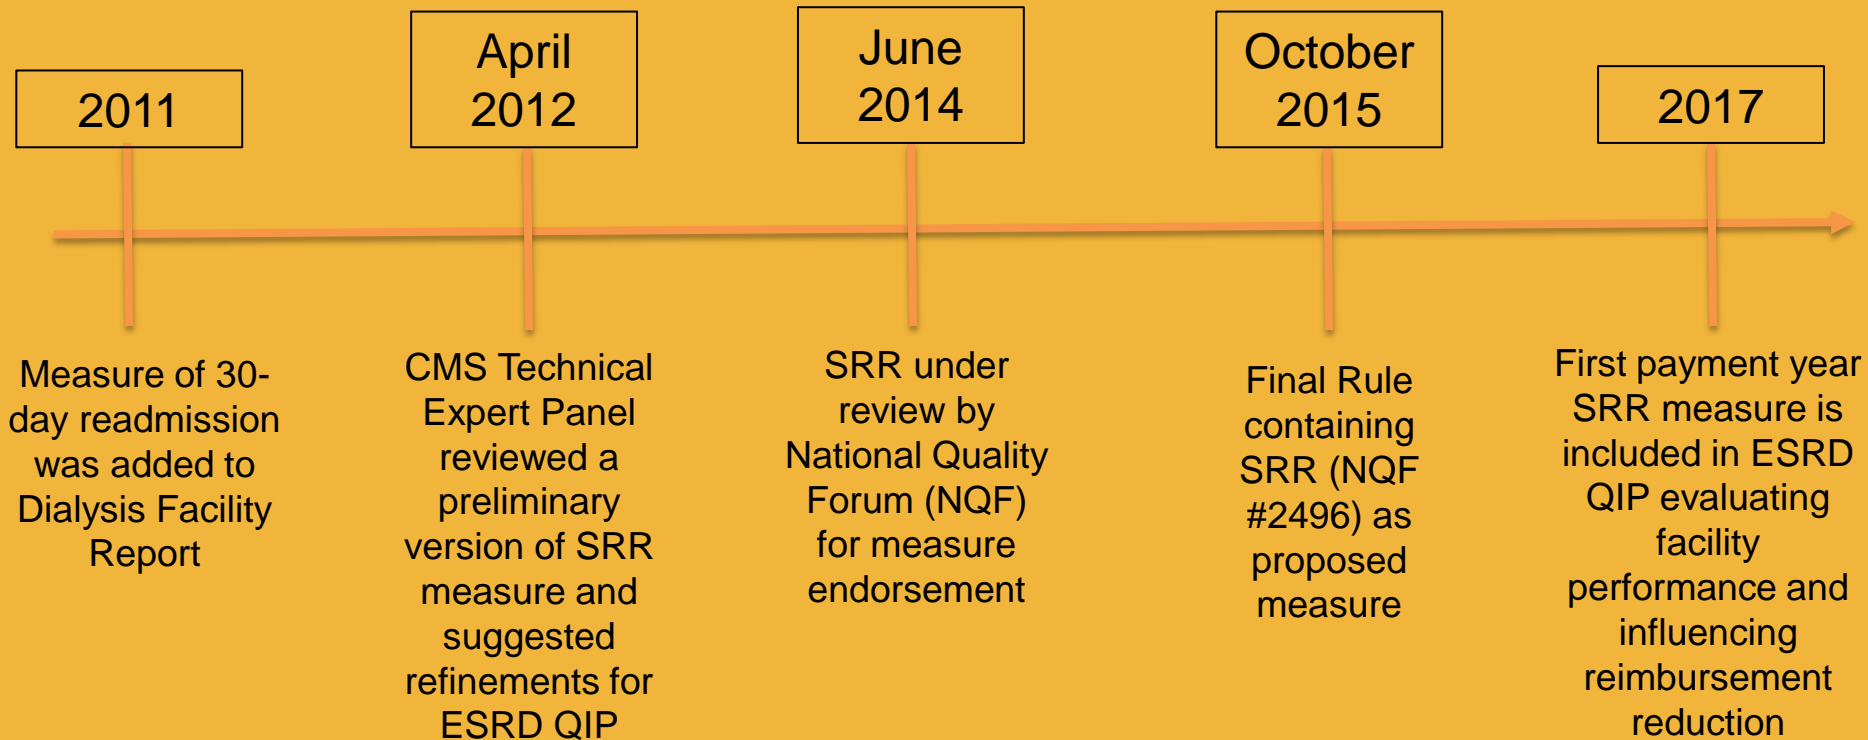 2011
Measure of 30-
day readmission
was added to
Dialysis Facility
Report
April
2012
CMS Technical
Expert Panel
reviewed a
preliminary
version of SRR
measure and
suggested
refinements for
ESRD QIP
June
2014
SRR under
review by
National Quality
Forum (NQF)
for measure
endorsement
October
2015
Final Rule
containing
SRR (NQF
#2496) as
proposed
measure
2017
First payment year
SRR measure is
included in ESRD
QIP evaluating
facility
performance and
influencing
reimbursement
reduction